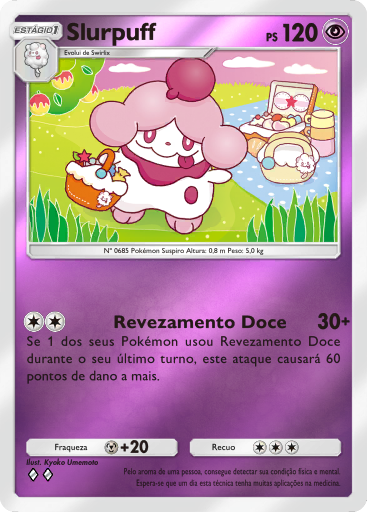 ESTÁGIO 1
Slurpuff
PS 120
Evolui de Swirlix
N° 0685 Pokémon Suspiro Altura: 0,8 m Peso: 5,0 kg
Revezamento Doce 30+
Se 1 dos seus Pokémon usou Revezamento Doce
durante o seu último turno, este ataque causará 60
pontos de dano a mais.
Fraqueza +20
Recuo
Ilust. Kyoko Umemoto
Pelo aroma de uma pessoa, consegue detectar sua condição física e mental.
Espera-se que um dia esta técnica tenha muitas aplicações na medicina.